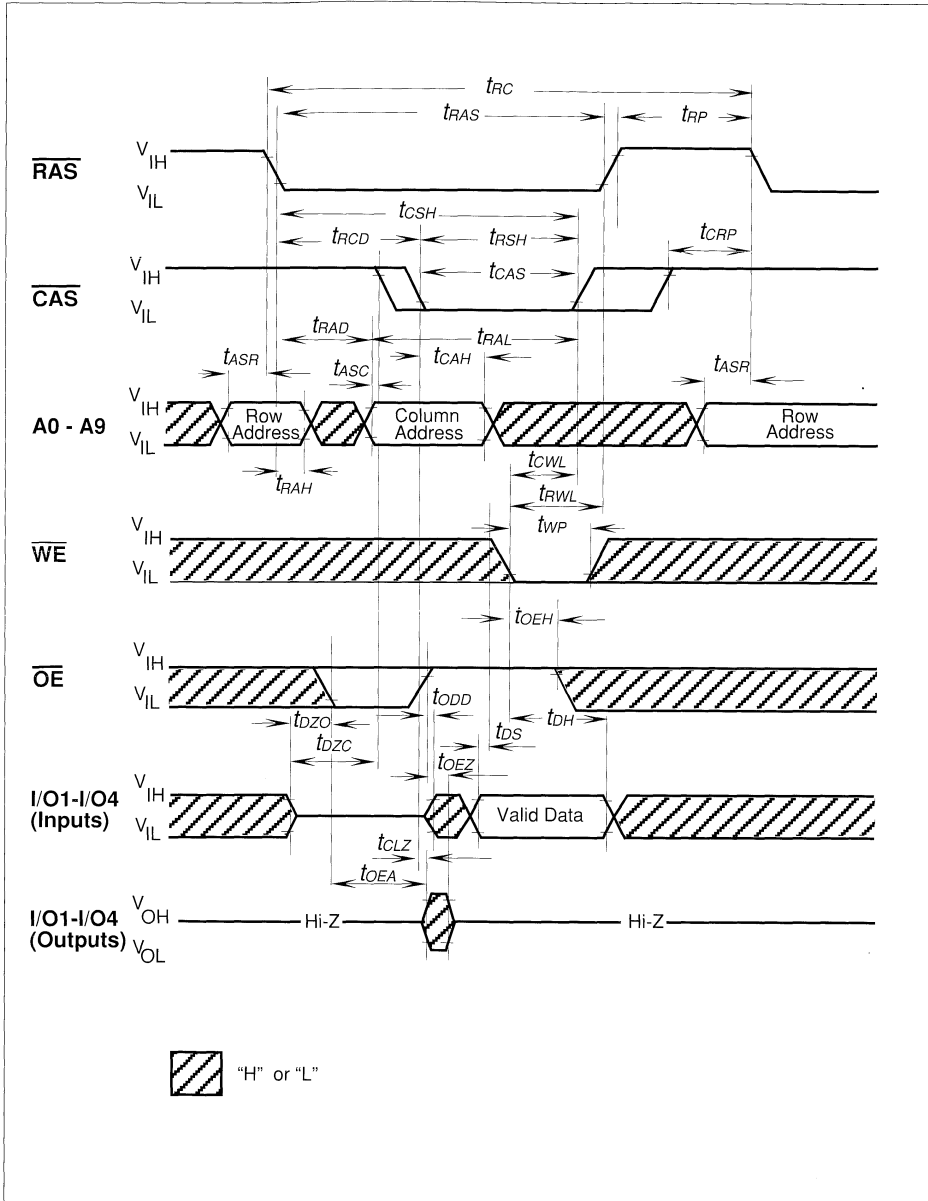 tRC
tRAS tRP
RAS VIH
VIL
tCSH
tRCD tRSH tCRP
CAS VIH tCAS
VIL
tRAD tRAL
tASR tASC tCAH tASR
A0 - A9 VIH Row Address Column Address Row Address
VIL
tCWL
tRAH tRWL
tWP
WE VIH
VIL
tOEH
OE VIH
VIL tODD
tDZO tDH
tDZC tDS
tOEZ
I/O1-I/O4 (Inputs) VIH Valid Data
VIL
tCLZ
tOEA
I/O1-I/O4 (Outputs) VOH Hi-Z Hi-Z
VOL
"H" or "L"